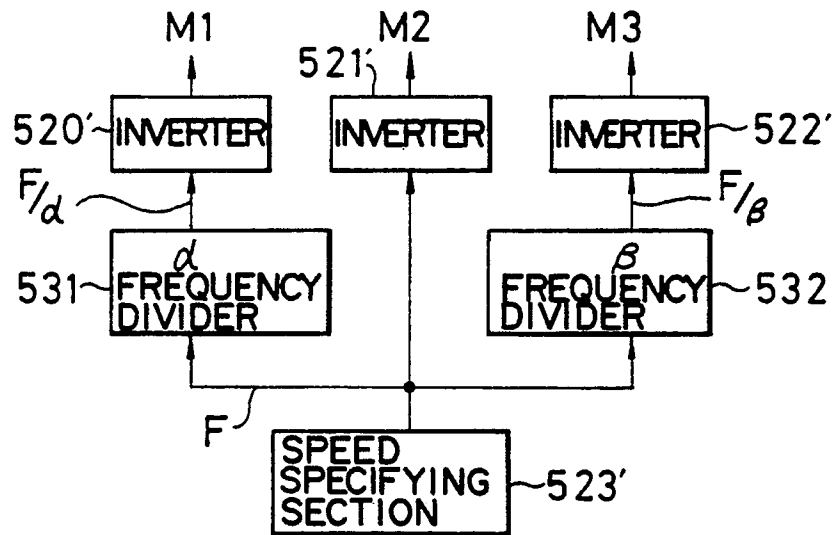 M1
M2
M3
521'
520'
INVERTER
INVERTER
INVERTER
522'
F/α
F/β
531
α
FREQUENCY
DIVIDER
β
FREQUENCY
DIVIDER
532
F
SPEED
SPECIFYING
SECTION
523'